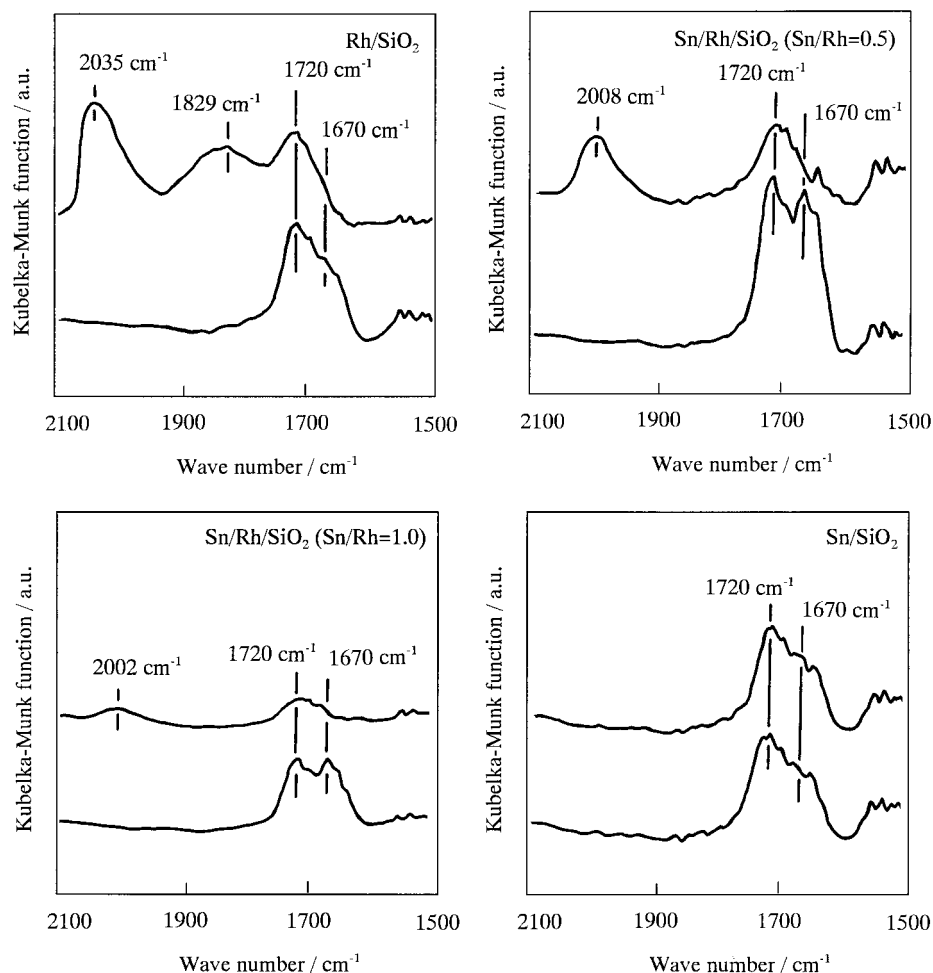 Rh/SiO₂
2035 cm⁻¹
1829 cm⁻¹
1720 cm⁻¹
1670 cm⁻¹
Kubelka-Munk function / a.u.
2100 1900 1700 1500
Wave number / cm⁻¹
Sn/Rh/SiO₂ (Sn/Rh=0.5)
2008 cm⁻¹
1720 cm⁻¹
1670 cm⁻¹
Kubelka-Munk function / a.u.
2100 1900 1700 1500
Wave number / cm⁻¹
Sn/Rh/SiO₂ (Sn/Rh=1.0)
2002 cm⁻¹
1720 cm⁻¹
1670 cm⁻¹
Kubelka-Munk function / a.u.
2100 1900 1700 1500
Wave number / cm⁻¹
Sn/SiO₂
1720 cm⁻¹
1670 cm⁻¹
Kubelka-Munk function / a.u.
2100 1900 1700 1500
Wave number / cm⁻¹